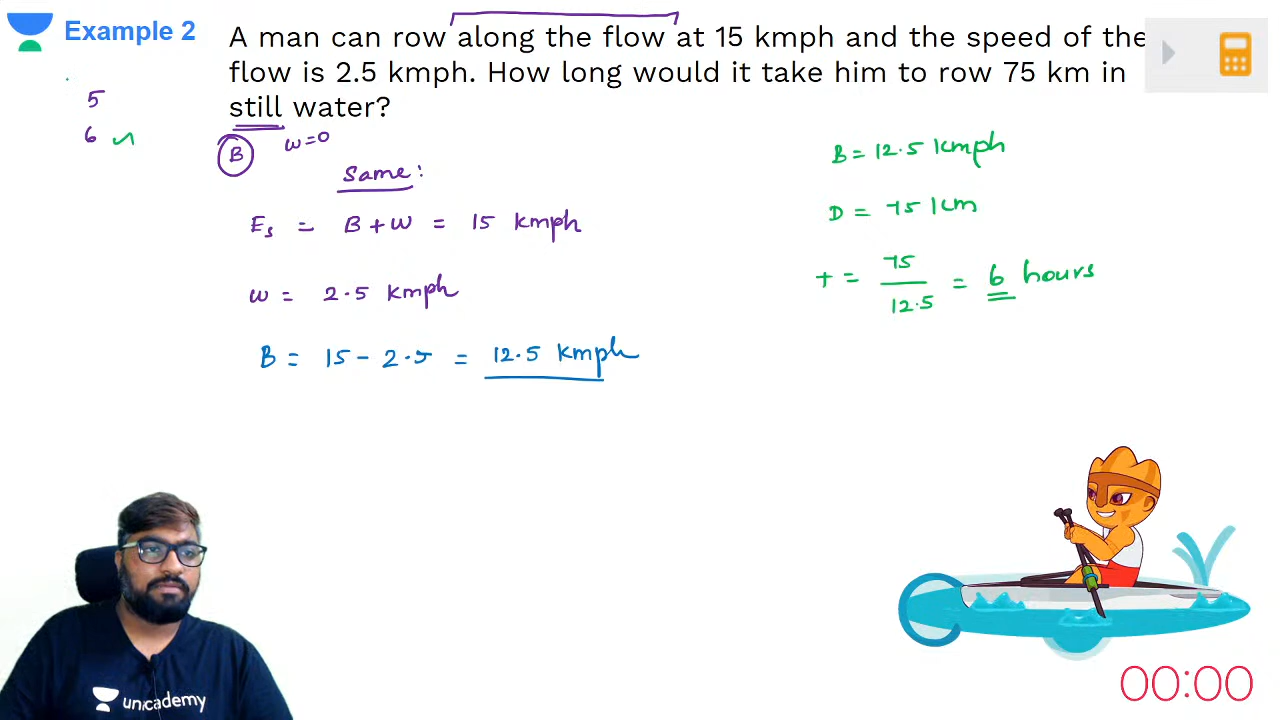 Example 2
A man can row along the flow at 15 kmph and the speed of the
flow is 2.5 kmph. How long would it take him to row 75 km in
still water?
5
6
B
w=0
Same:
Es = B+W = 15 kmph
w = 2.5 kmph
B = 15 - 2.5 = 12.5 kmph
B = 12.5 kmph
D = 75 km
t = 75/12.5 = 6 hours
unacademy
00:00